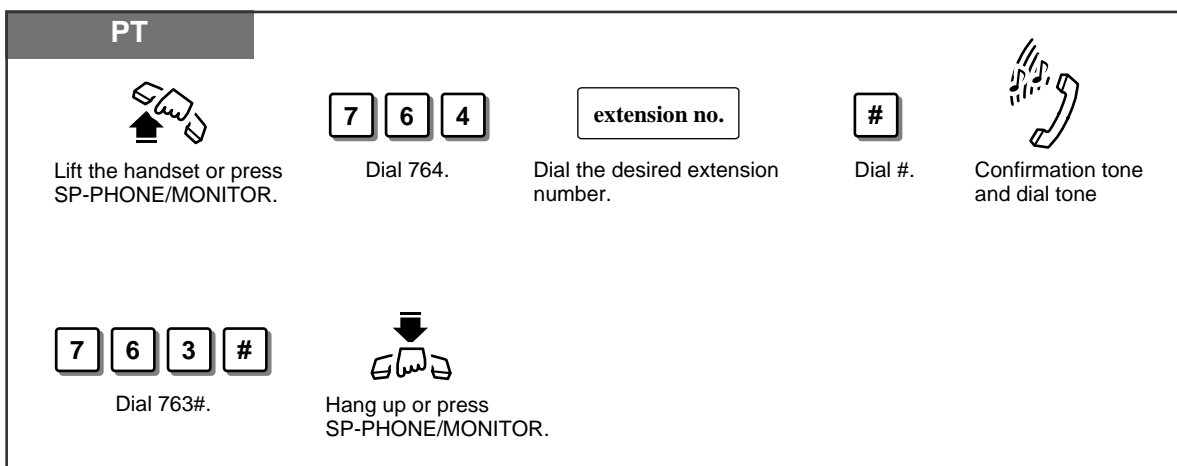 PT
7 6 4
extension no.
#
Lift the handset or press
SP-PHONE/MONITOR.
Dial 764.
Dial the desired extension
number.
Dial #.
Confirmation tone
and dial tone
7 6 3 #
Dial 763#.
Hang up or press
SP-PHONE/MONITOR.